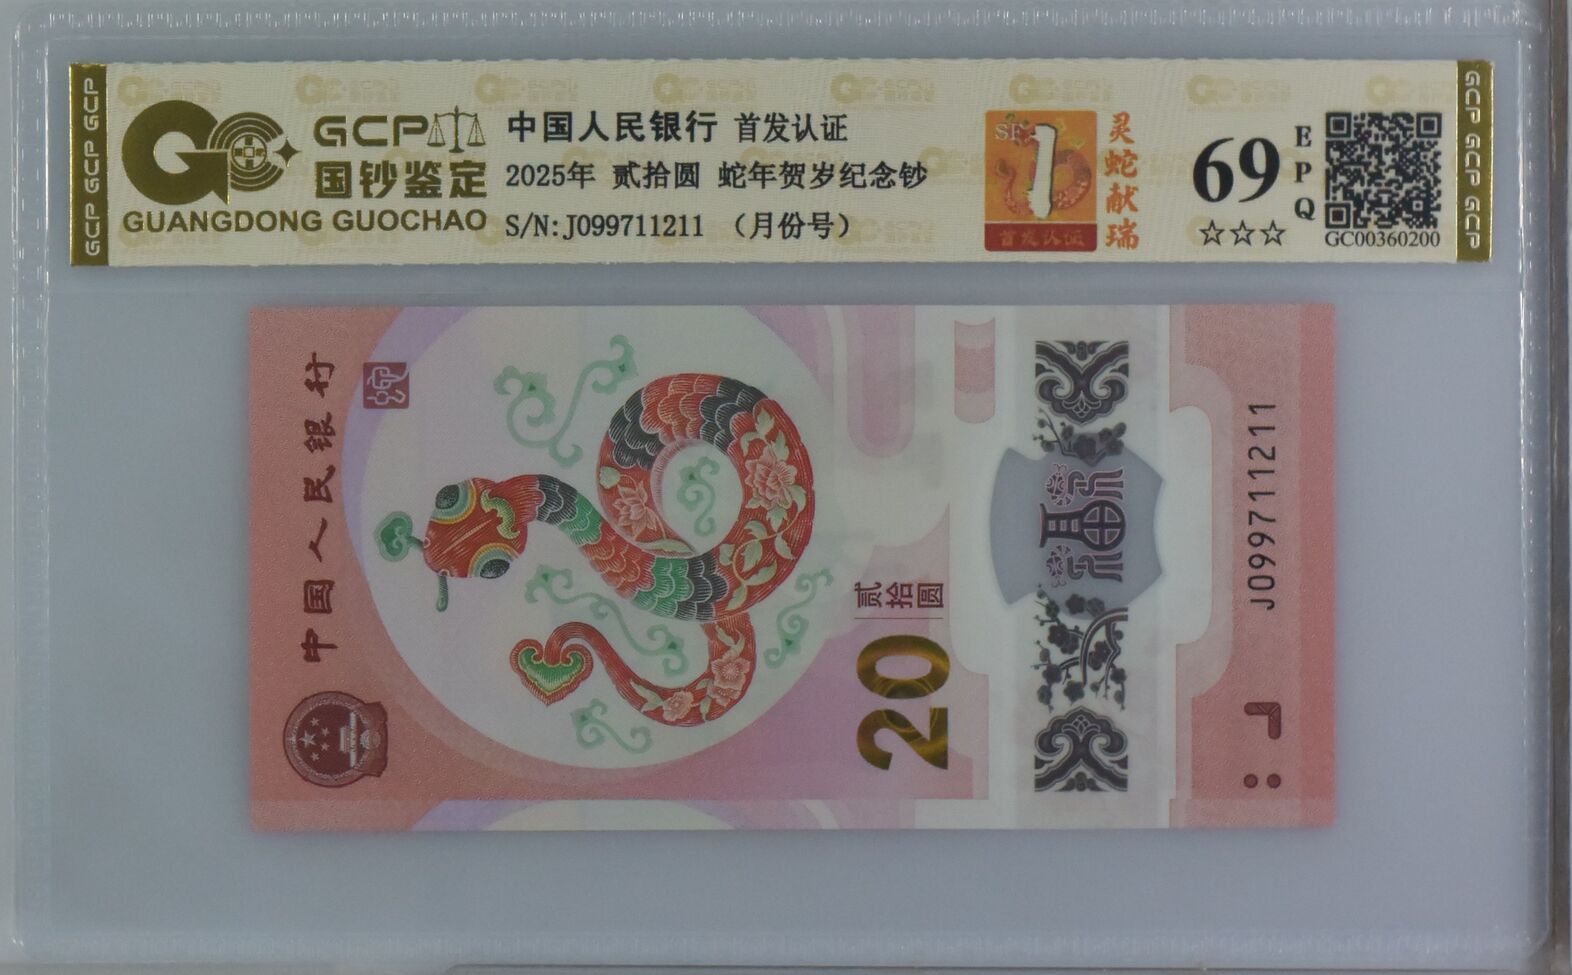 GCP GCP GCP
GCP
国钞鉴定
GUANGDONG GUOCHAO
中国人民银行 首发认证
2025年 贰拾圆 蛇年贺岁纪念钞
S/N:J099711211 （月份号）
1
首发认证
灵蛇献瑞
69
☆☆☆
EPQ
GC00360200
GCP GCP GCP
中国人民银行
贰拾圆
20
福
J099711211